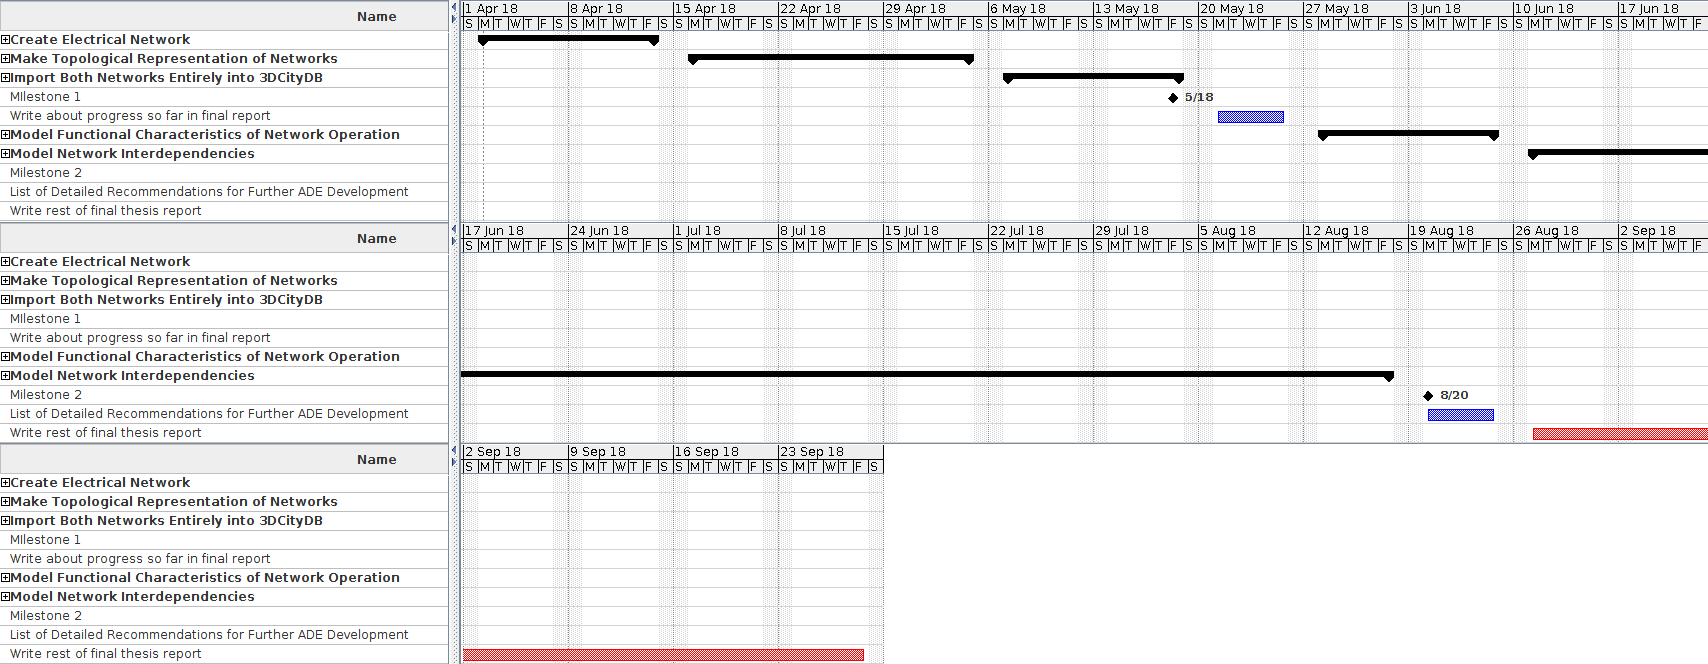 Name
1 Apr 18 8 Apr 18 15 Apr 18 22 Apr 18 29 Apr 18 6 May 18 13 May 18 20 May 18 27 May 18 3 Jun 18 10 Jun 18 17 Jun 18
S M T W T F S S M T W T F S S M T W T F S S M T W T F S S M T W T F S S M T W T F S S M T W T F S S M T W T F S S M T W T F S S M T W T F S S M T W T F S S M T W T F
Create Electrical Network
Make Topological Representation of Networks
Import Both Networks Entirely into 3DCityDB
MIlestone 1 5/18
Write about progress so far in final report
Model Functional Characteristics of Network Operation
Model Network Interdependencies
Milestone 2
List of Detailed Recommendations for Further ADE Development
Write rest of final thesis report
Name
17 Jun 18 24 Jun 18 1 Jul 18 8 Jul 18 15 Jul 18 22 Jul 18 29 Jul 18 5 Aug 18 12 Aug 18 19 Aug 18 26 Aug 18 2 Sep 18
S M T W T F S S M T W T F S S M T W T F S S M T W T F S S M T W T F S S M T W T F S S M T W T F S S M T W T F S S M T W T F S S M T W T F S S M T W T F S S M T W T F
Create Electrical Network
Make Topological Representation of Networks
Import Both Networks Entirely into 3DCityDB
MIlestone 1
Write about progress so far in final report
Model Functional Characteristics of Network Operation
Model Network Interdependencies
Milestone 2 8/20
List of Detailed Recommendations for Further ADE Development
Write rest of final thesis report
Name
2 Sep 18 9 Sep 18 16 Sep 18 23 Sep 18
S M T W T F S S M T W T F S S M T W T F S S M T W T F S
Create Electrical Network
Make Topological Representation of Networks
Import Both Networks Entirely into 3DCityDB
MIlestone 1
Write about progress so far in final report
Model Functional Characteristics of Network Operation
Model Network Interdependencies
Milestone 2
List of Detailed Recommendations for Further ADE Development
Write rest of final thesis report